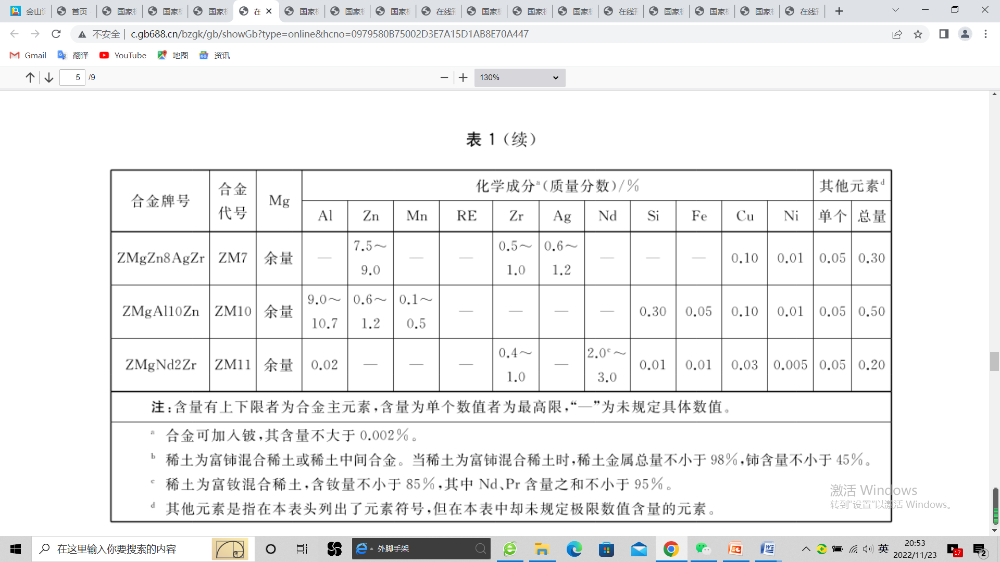 金山
首页
国家
国家
国家
在
国家
国家
国家
在线
国家
国家
国家
在线
国家
国家
国家
在线
不安全 | c.gb688.cn/bzgk/gb/showGb?type=online&hcno=0979580B75002D3E7A15D1AB8E70A447
Gmail 翻译 YouTube 地图 资讯
5 /9 130%
表 1（续）
合金牌号 合金代号 Mg 化学成分ᵃ(质量分数)/% 其他元素ᵈ
Al Zn Mn RE Zr Ag Nd Si Fe Cu Ni 单个 总量
ZMgZn8AgZr ZM7 余量 — 7.5～9.0 — — 0.5～1.0 0.6～1.2 — — — 0.10 0.01 0.05 0.30
ZMgAl10Zn ZM10 余量 9.0～10.7 0.6～1.2 0.1～0.5 — — — — 0.30 0.05 0.10 0.01 0.05 0.50
ZMgNd2Zr ZM11 余量 0.02 — — — 0.4～1.0 — 2.0ᶜ～3.0 0.01 0.01 0.03 0.005 0.05 0.20
注:含量有上下限者为合金主元素,含量为单个数值者为最高限,“—”为未规定具体数值。
ᵃ 合金可加入铍,其含量不大于 0.002%。
ᵇ 稀土为富铈混合稀土或稀土中间合金。当稀土为富铈混合稀土时,稀土金属总量不小于 98%,铈含量不小于 45%。
ᶜ 稀土为富钕混合稀土,含钕量不小于 85%,其中 Nd、Pr 含量之和不小于 95%。
ᵈ 其他元素是指在本表头列出了元素符号,但在本表中却未规定极限数值含量的元素。
激活 Windows
转到“设置”以激活 Windows。
在这里输入你要搜索的内容
外脚手架
英
20:53
2022/11/23
17
2